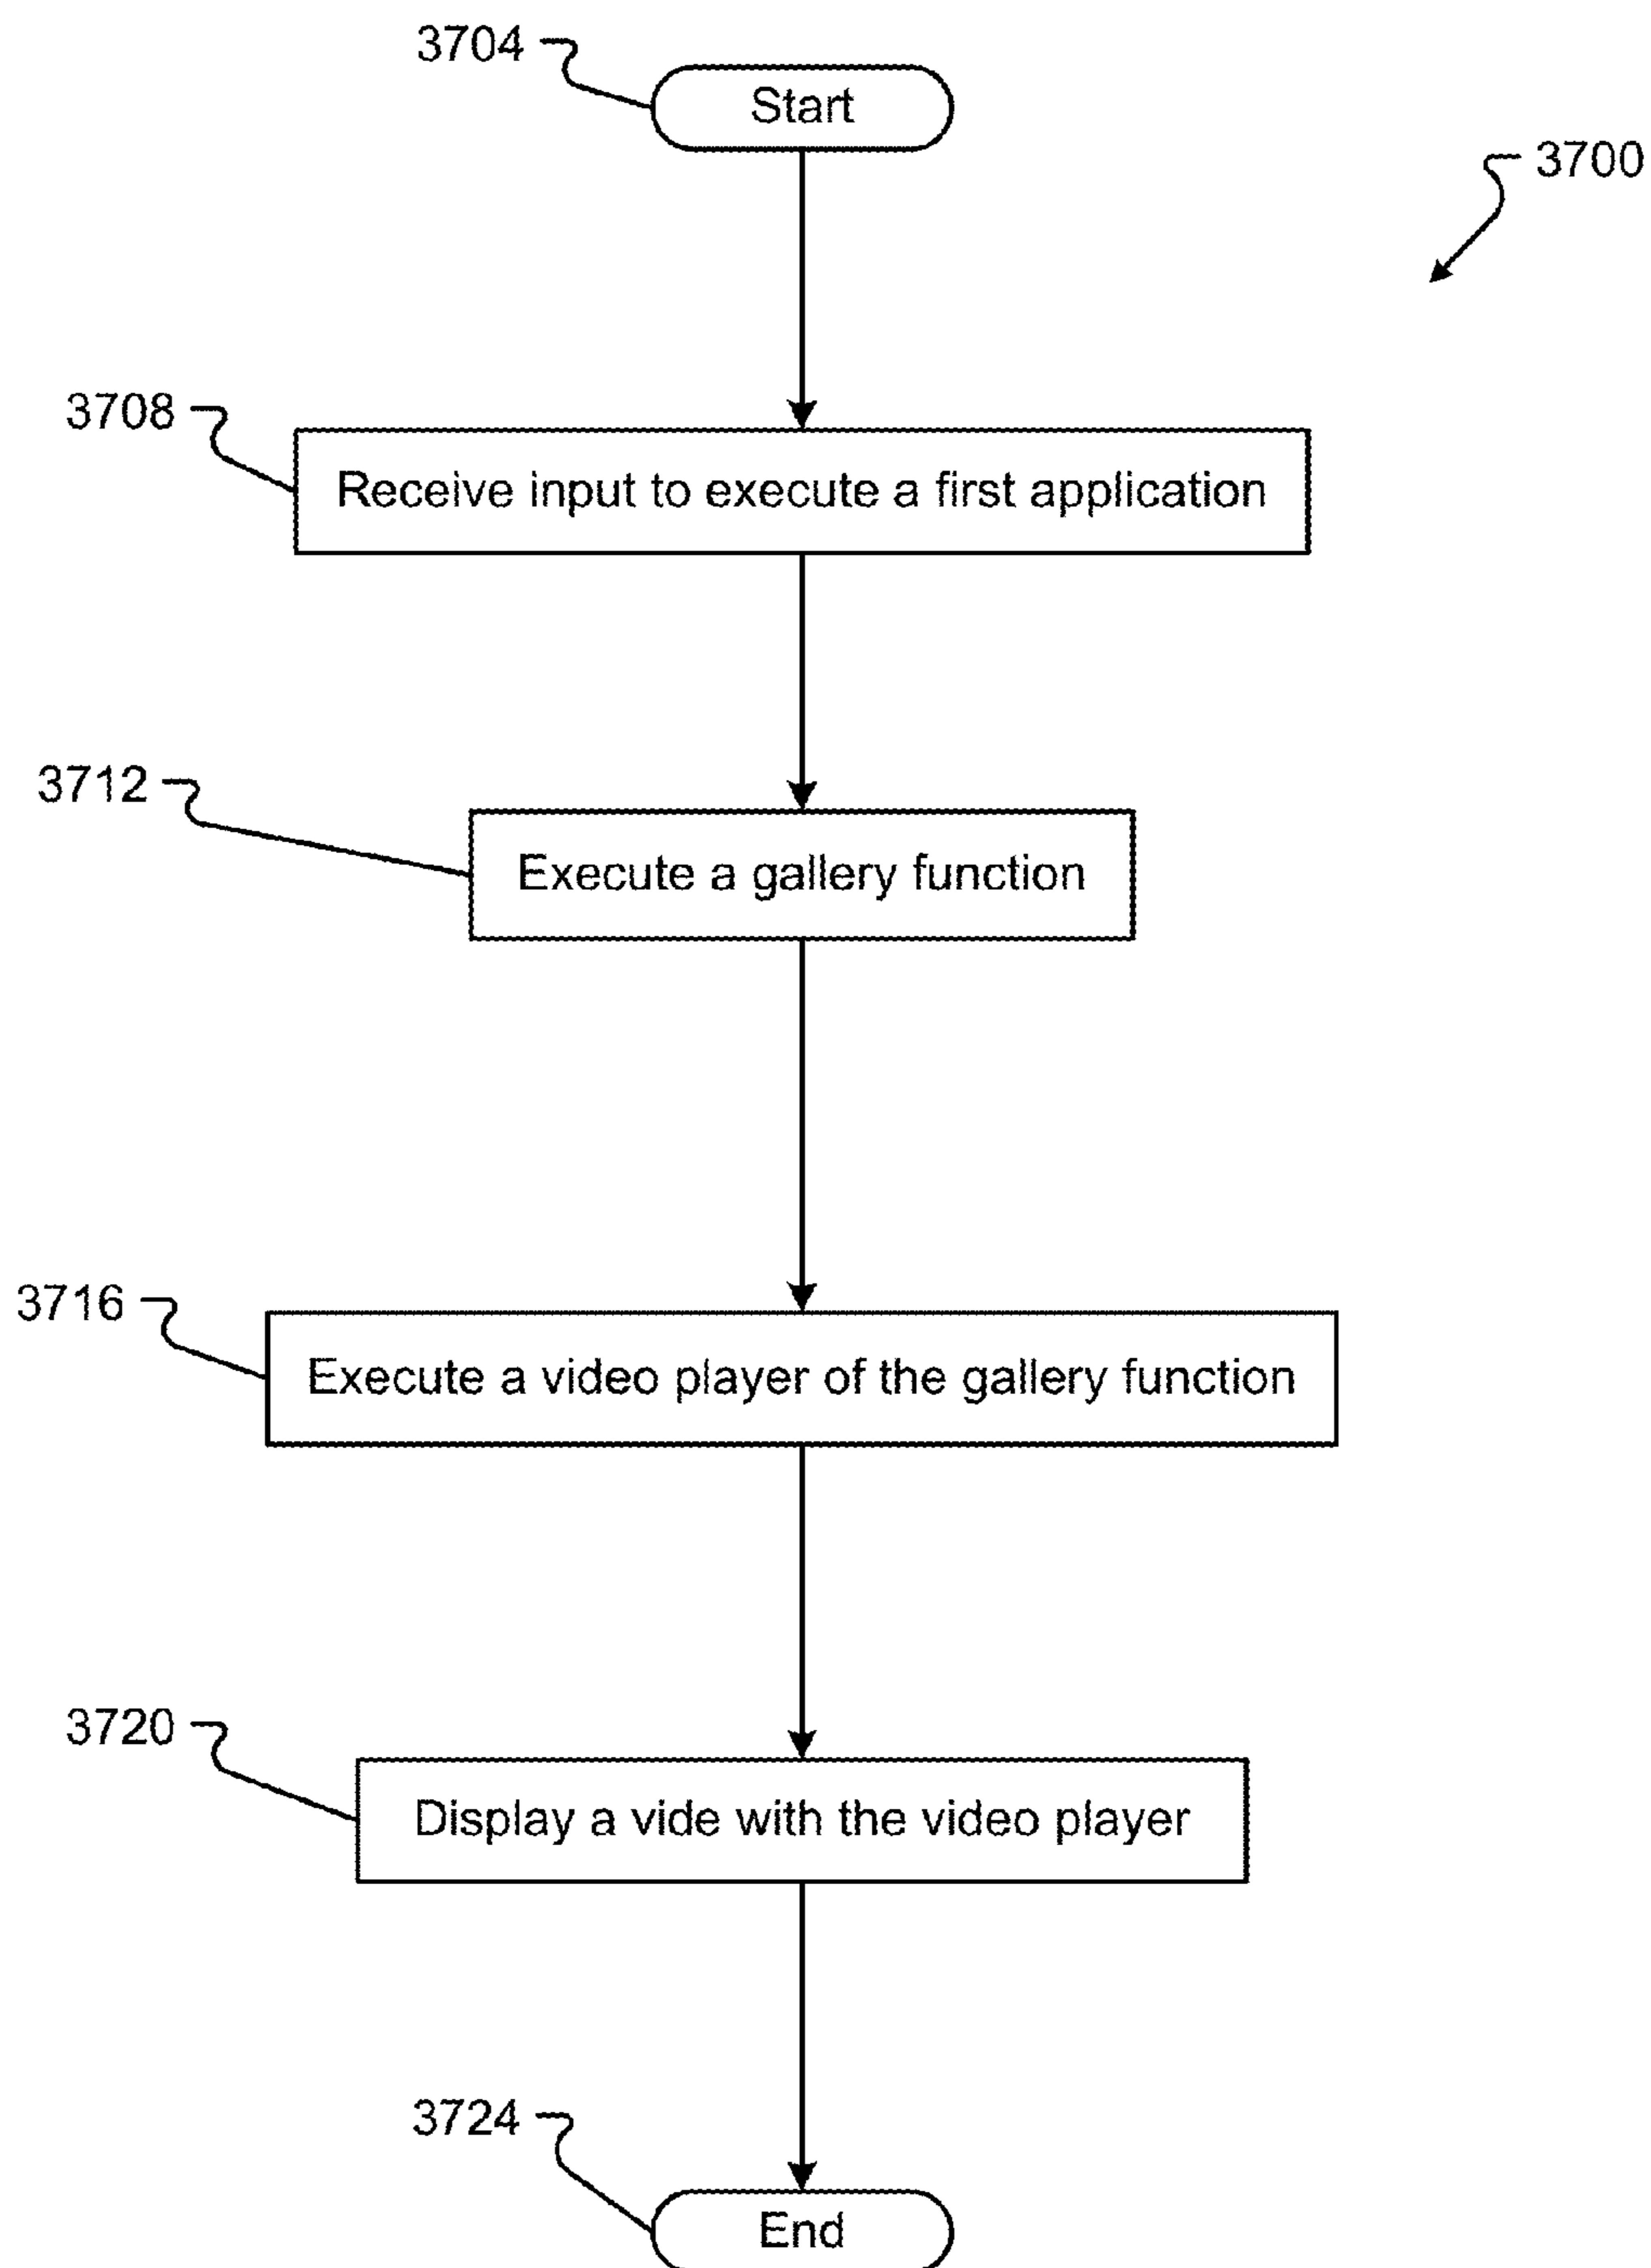 3704
Start
3700
3708
Receive input to execute a first application
3712
Execute a gallery function
3716
Execute a video player of the gallery function
3720
Display a vide with the video player
3724
End